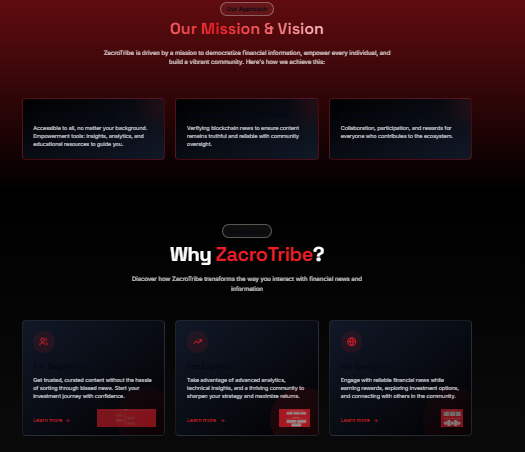 Our Approach
Our Mission & Vision
ZacroTribe is driven by a mission to democratize financial information, empower every individual, and
build a vibrant community. Here's how we achieve this:
Accessible to all, no matter your background.
Empowerment tools: insights, analytics, and
educational resources to guide you.
Verifying blockchain news to ensure content
remains truthful and reliable with community
oversight.
Collaboration, participation, and rewards for
everyone who contributes to the ecosystem.
Why ZacroTribe?
Discover how ZacroTribe transforms the way you interact with financial news and
information
Get trusted, curated content without the hassle
of sorting through biased news. Start your
investment journey with confidence.
Learn more →
Take advantage of advanced analytics,
technical insights, and a thriving community to
sharpen your strategy and maximize returns.
Learn more →
Engage with reliable financial news while
earning rewards, exploring investment options,
and connecting with others in the community.
Learn more →